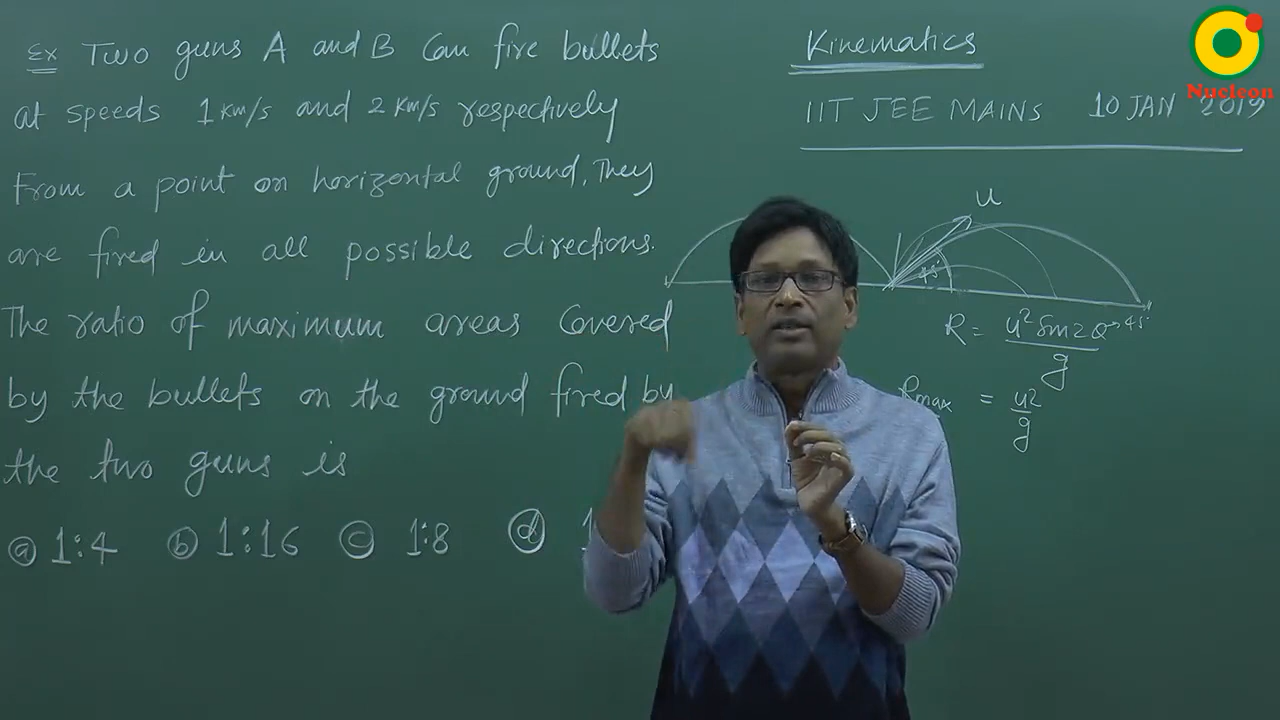 Ex Two guns A and B can fire bullets
at speeds 1 km/s and 2 km/s respectively
From a point on horizontal ground. They
are fired in all possible directions.
The ratio of maximum areas covered
by the bullets on the ground fired by
the two guns is
(a) 1:4 (b) 1:16 (c) 1:8 (d)
Kinematics
IIT JEE MAINS 10 JAN 2019
Nucleon
u
45°
R = u² Sin2θ→45° / g
Rmax = u²/g